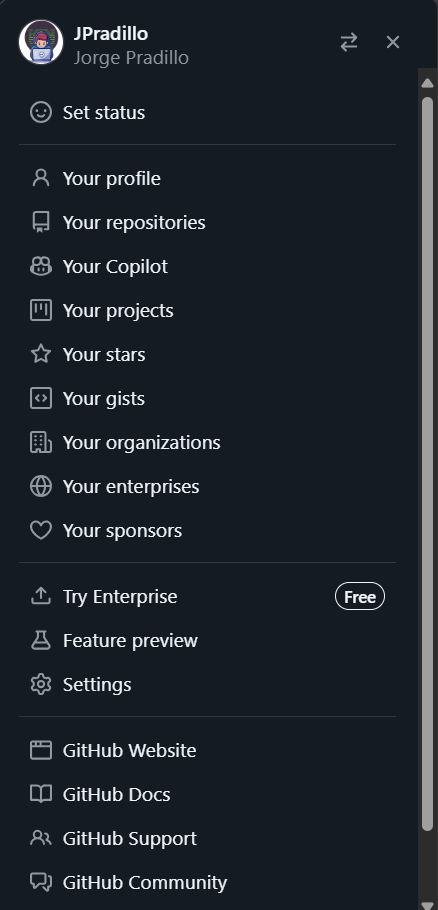 JPradillo
Jorge Pradillo
Set status
Your profile
Your repositories
Your Copilot
Your projects
Your stars
Your gists
Your organizations
Your enterprises
Your sponsors
Try Enterprise Free
Feature preview
Settings
GitHub Website
GitHub Docs
GitHub Support
GitHub Community